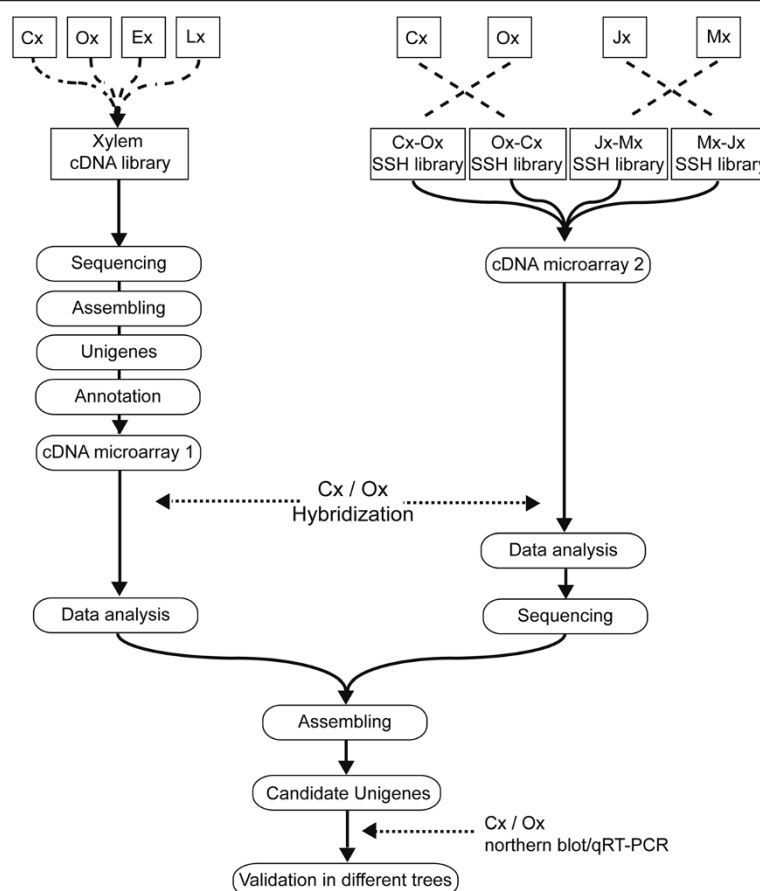 Cx Ox Ex Lx Cx Ox Jx Mx
Xylem
cDNA library
Cx-Ox
SSH library
Ox-Cx
SSH library
Jx-Mx
SSH library
Mx-Jx
SSH library
Sequencing
Assembling
Unigenes
Annotation
cDNA microarray 1
cDNA microarray 2
Cx / Ox
Hybridization
Data analysis
Data analysis
Sequencing
Assembling
Candidate Unigenes
Cx / Ox
northern blot/qRT-PCR
Validation in different trees